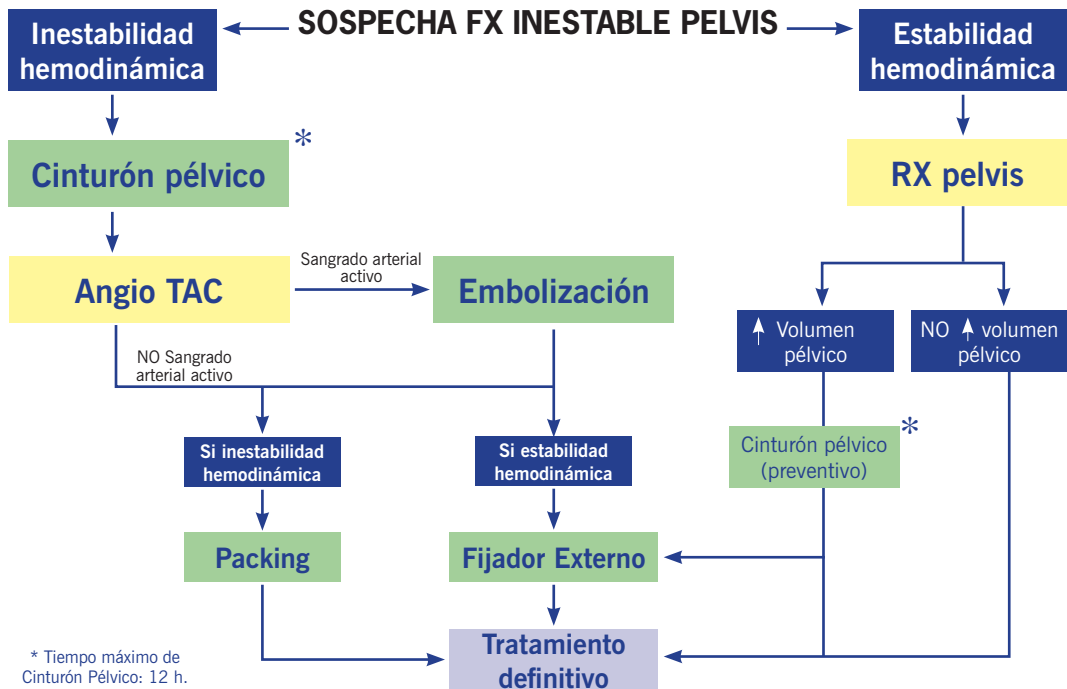 SOSPECHA FX INESTABLE PELVIS
Inestabilidad
hemodinámica
Estabilidad
hemodinámica
*
Cinturón pélvico
RX pelvis
Angio TAC
Sangrado arterial
activo
Embolización
↑ Volumen
pélvico
NO ↑ volumen
pélvico
NO Sangrado
arterial activo
Si inestabilidad
hemodinámica
Si estabilidad
hemodinámica
*
Cinturón pélvico
(preventivo)
Packing
Fijador Externo
Tratamiento
definitivo
* Tiempo máximo de
Cinturón Pélvico: 12 h.